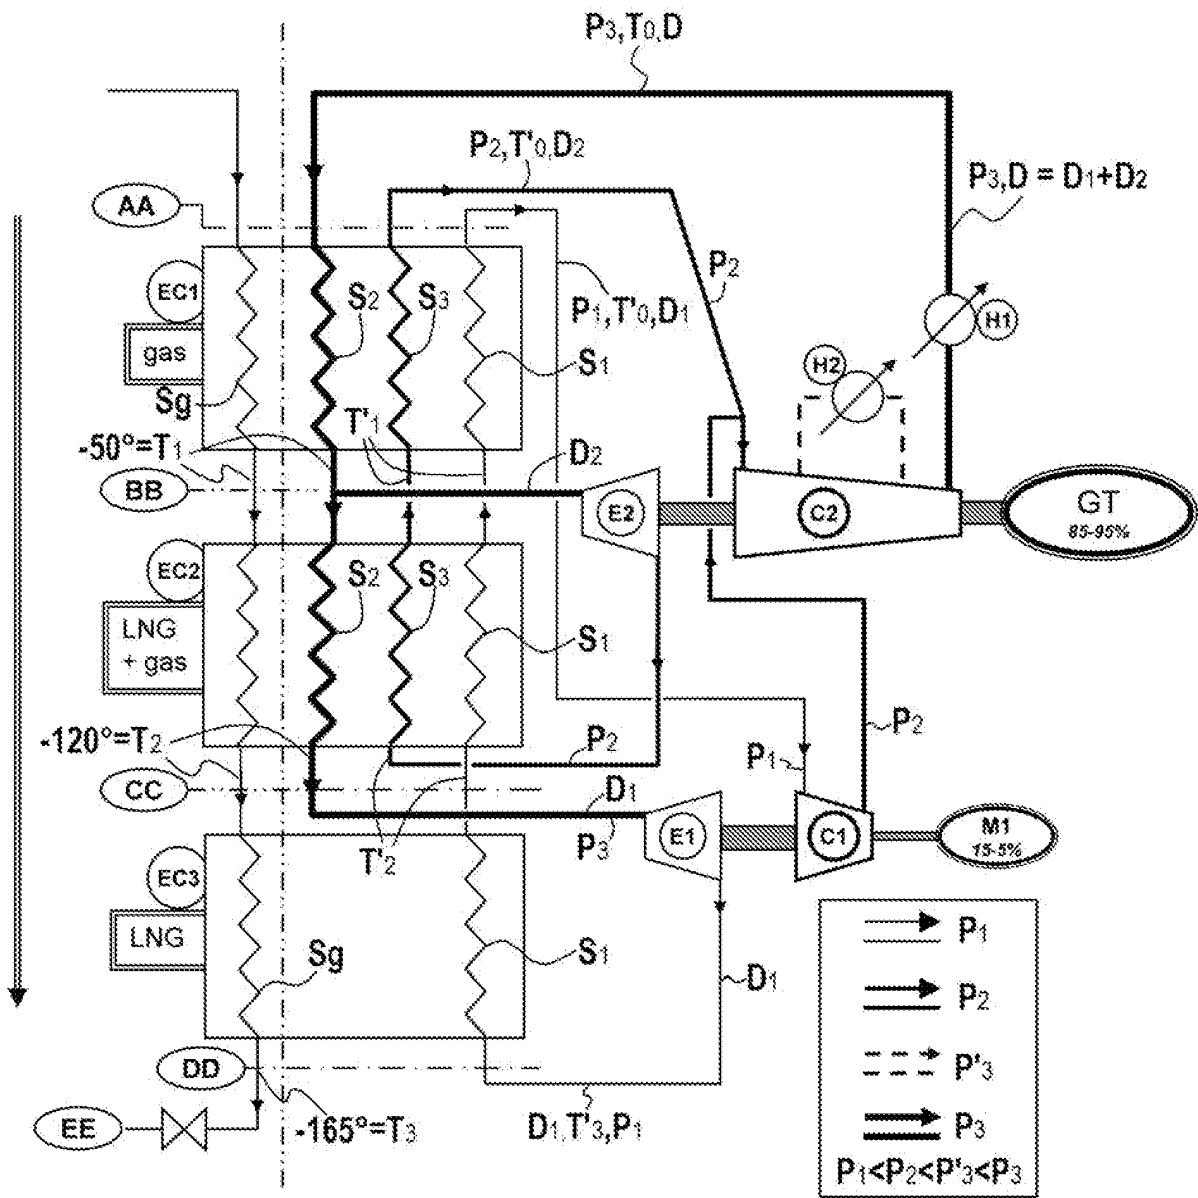 P3,T0,D
P2,T'0,D2
P3,D = D1+D2
AA
P2
EC1
S2
S3
P1,T'0,D1
H1
gas
S1
H2
Sg
T'1
-50°=T1
D2
BB
E2
C2
GT
85-95%
EC2
S2
S3
LNG
+ gas
S1
-120°=T2
P2
P2
P1
CC
D1
P3
E1
C1
M1
15-5%
T'2
EC3
LNG
Sg
S1
D1
P1
P2
P'3
P3
P1<P2<P'3<P3
DD
EE
-165°=T3
D1,T'3,P1